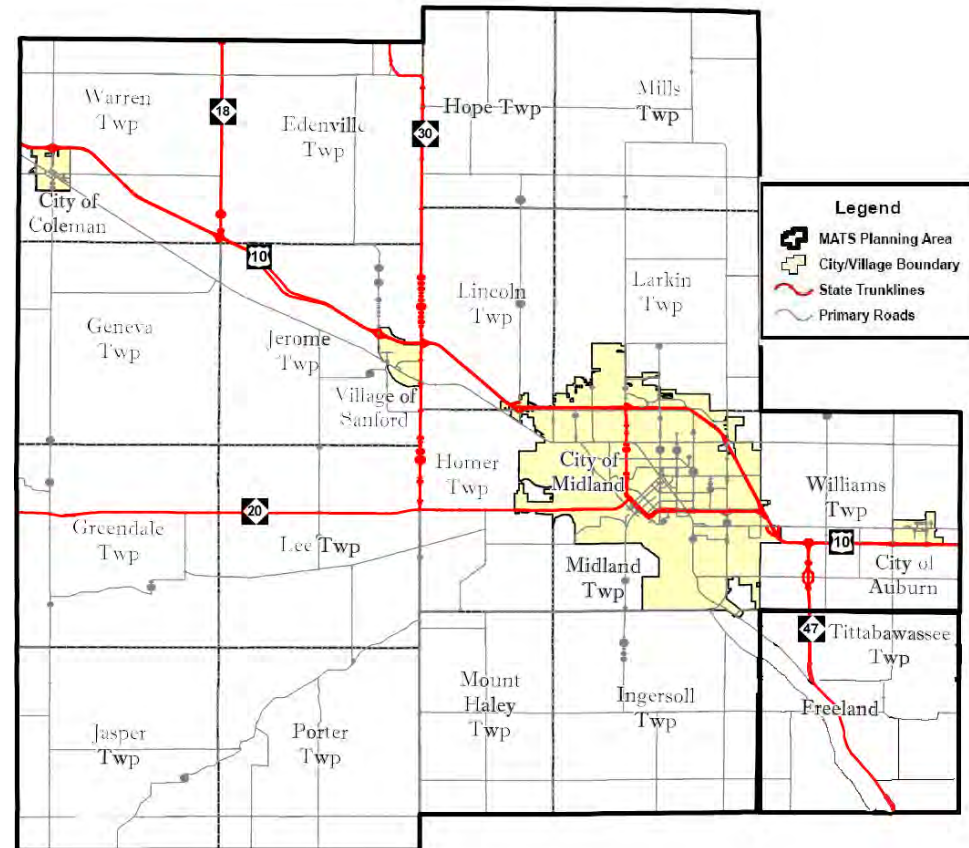 Warren
Twp
18
Edenville
Twp
30
Hope Twp
Mills
Twp
City of
Coleman
10
Legend
MATS Planning Area
City/Village Boundary
State Trunklines
Primary Roads
Geneva
Twp
Jerome
Twp
Lincoln
Twp
Larkin
Twp
Village of
Sanford
Homer
Twp
City of
Midland
Williams
Twp
20
Greendale
Twp
Lee Twp
10
Midland
Twp
City of
Auburn
47
Tittabawassee
Twp
Mount
Haley
Twp
Ingersoll
Twp
Freeland
Jasper
Twp
Porter
Twp